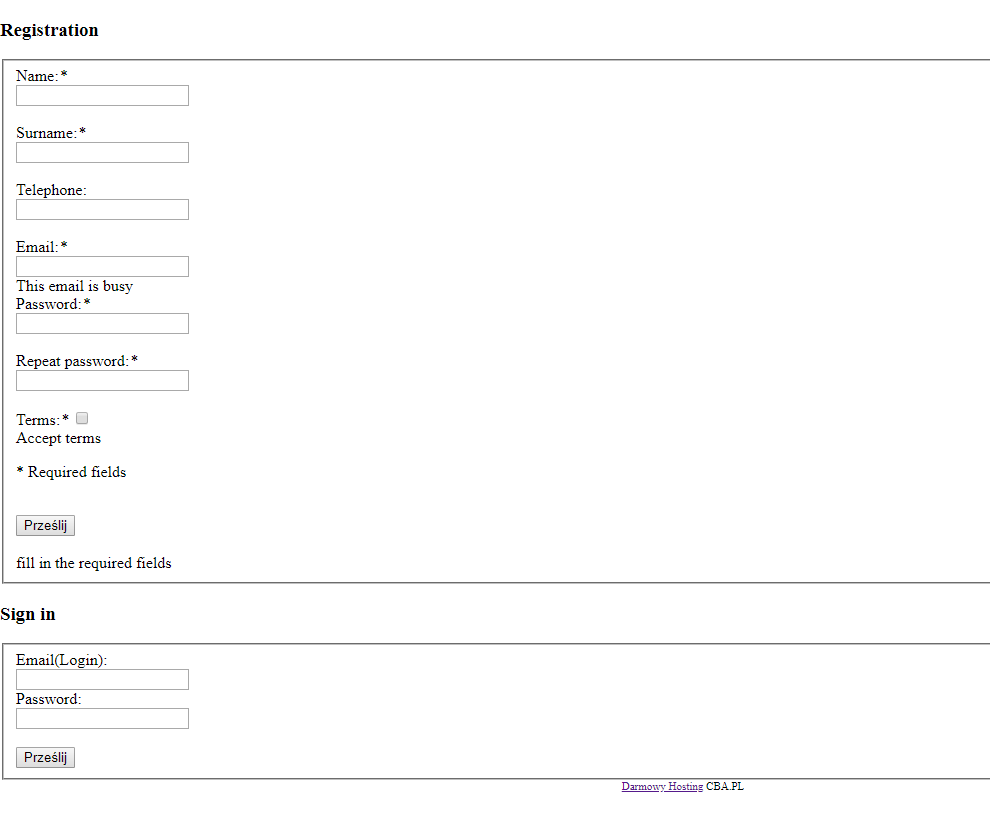 Registration
Name:*
Surname:*
Telephone:
Email:*
This email is busy
Password:*
Repeat password:*
Terms:*
Accept terms
* Required fields
Prześlij
fill in the required fields
Sign in
Email(Login):
Password:
Prześlij
Darmowy Hosting CBA.PL